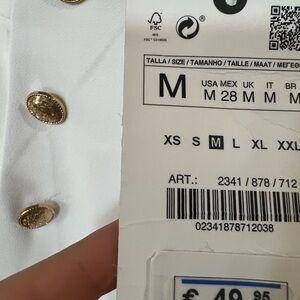 FSC
TALLA / SIZE / TAMANHO / TAILLE / MAAT / ΜΕΓΕΘ
M
USA MEX UK IT BR
M 28 M M M
XS S M L XL XXL
ART.: 2341 / 878 / 712
02341878712038
€ 49,95